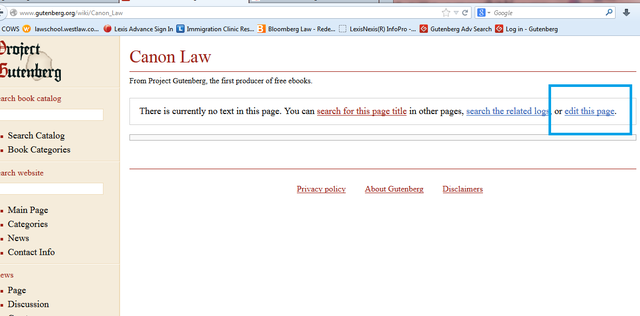 www.gutenberg.org/wiki/Canon_Law
Google
COWS
lawschool.westlaw.co...
Lexis Advance Sign In
Immigration Clinic Res...
Bloomberg Law - Rede...
LexisNexis(R) InfoPro -...
Gutenberg Adv Search
Log in - Gutenberg
Project
Gutenberg
Canon Law
From Project Gutenberg, the first producer of free ebooks.
There is currently no text in this page. You can search for this page title in other pages, search the related logs, or edit this page.
earch book catalog
Search Catalog
Book Categories
earch website
Main Page
Categories
News
Contact Info
ews
Page
Discussion
Privacy policy
About Gutenberg
Disclaimers